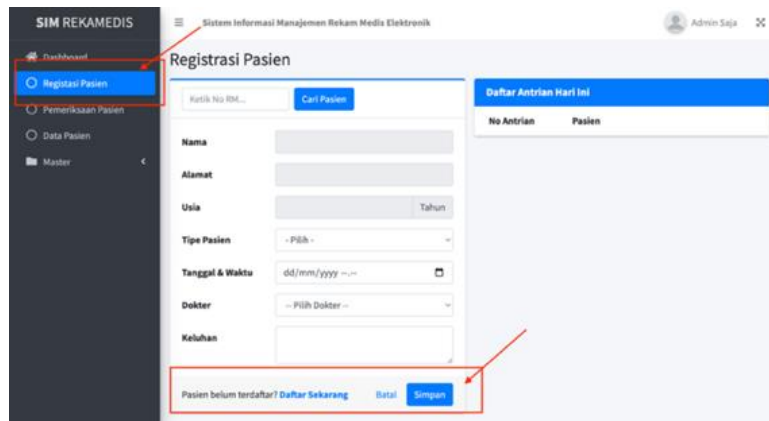 SIM REKAMEDIS
Sistem Informasi Manajemen Rekam Medis Elektronik
Admin Saja
Dashboard
Registasi Pasien
Pemeriksaan Pasien
Data Pasien
Master
Registrasi Pasien
Ketik No RM...
Cari Pasien
Nama
Alamat
Usia
Tahun
Tipe Pasien
- Pilih -
Tanggal & Waktu
dd/mm/yyyy --.--
Dokter
-- Pilih Dokter --
Keluhan
Pasien belum terdaftar? Daftar Sekarang
Batal
Simpan
Daftar Antrian Hari Ini
No Antrian Pasien